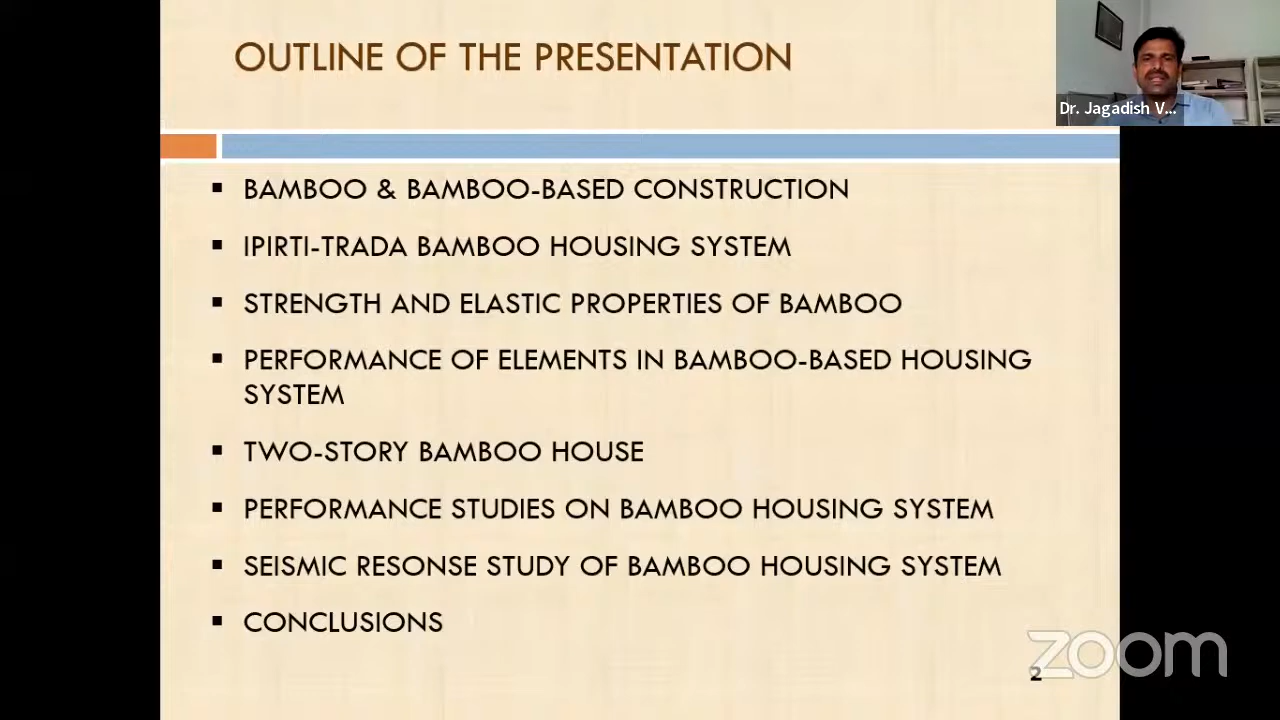 OUTLINE OF THE PRESENTATION
Dr. Jagadish V...
▪ BAMBOO & BAMBOO-BASED CONSTRUCTION
▪ IPIRTI-TRADA BAMBOO HOUSING SYSTEM
▪ STRENGTH AND ELASTIC PROPERTIES OF BAMBOO
▪ PERFORMANCE OF ELEMENTS IN BAMBOO-BASED HOUSING
SYSTEM
▪ TWO-STORY BAMBOO HOUSE
▪ PERFORMANCE STUDIES ON BAMBOO HOUSING SYSTEM
▪ SEISMIC RESONSE STUDY OF BAMBOO HOUSING SYSTEM
▪ CONCLUSIONS
zoom
2